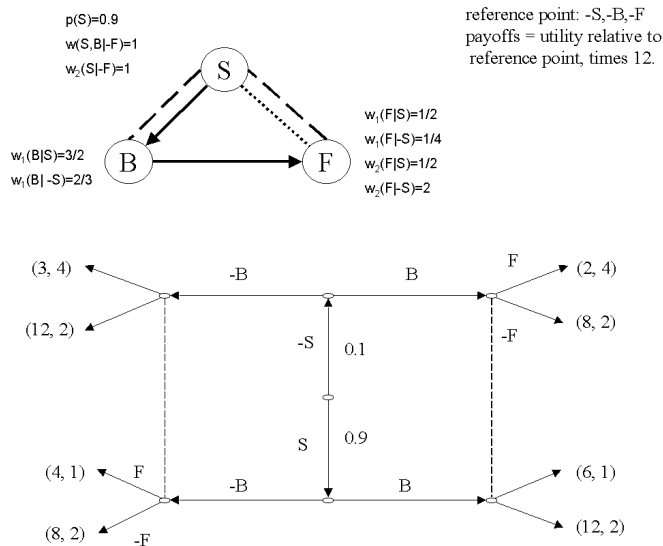 p(S)=0.9
w(S,B|-F)=1
w₂(S|-F)=1
reference point: -S,-B,-F
payoffs = utility relative to
reference point, times 12.
S
w₁(F|S)=1/2
w₁(F|-S)=1/4
w₂(F|S)=1/2
w₂(F|-S)=2
w₁(B|S)=3/2
w₁(B| -S)=2/3
B
F
(3, 4)
-B
B
F
(2, 4)
(12, 2)
-S
0.1
-F
(8, 2)
S
0.9
(4, 1)
F
-B
B
(6, 1)
(8, 2)
-F
(12, 2)